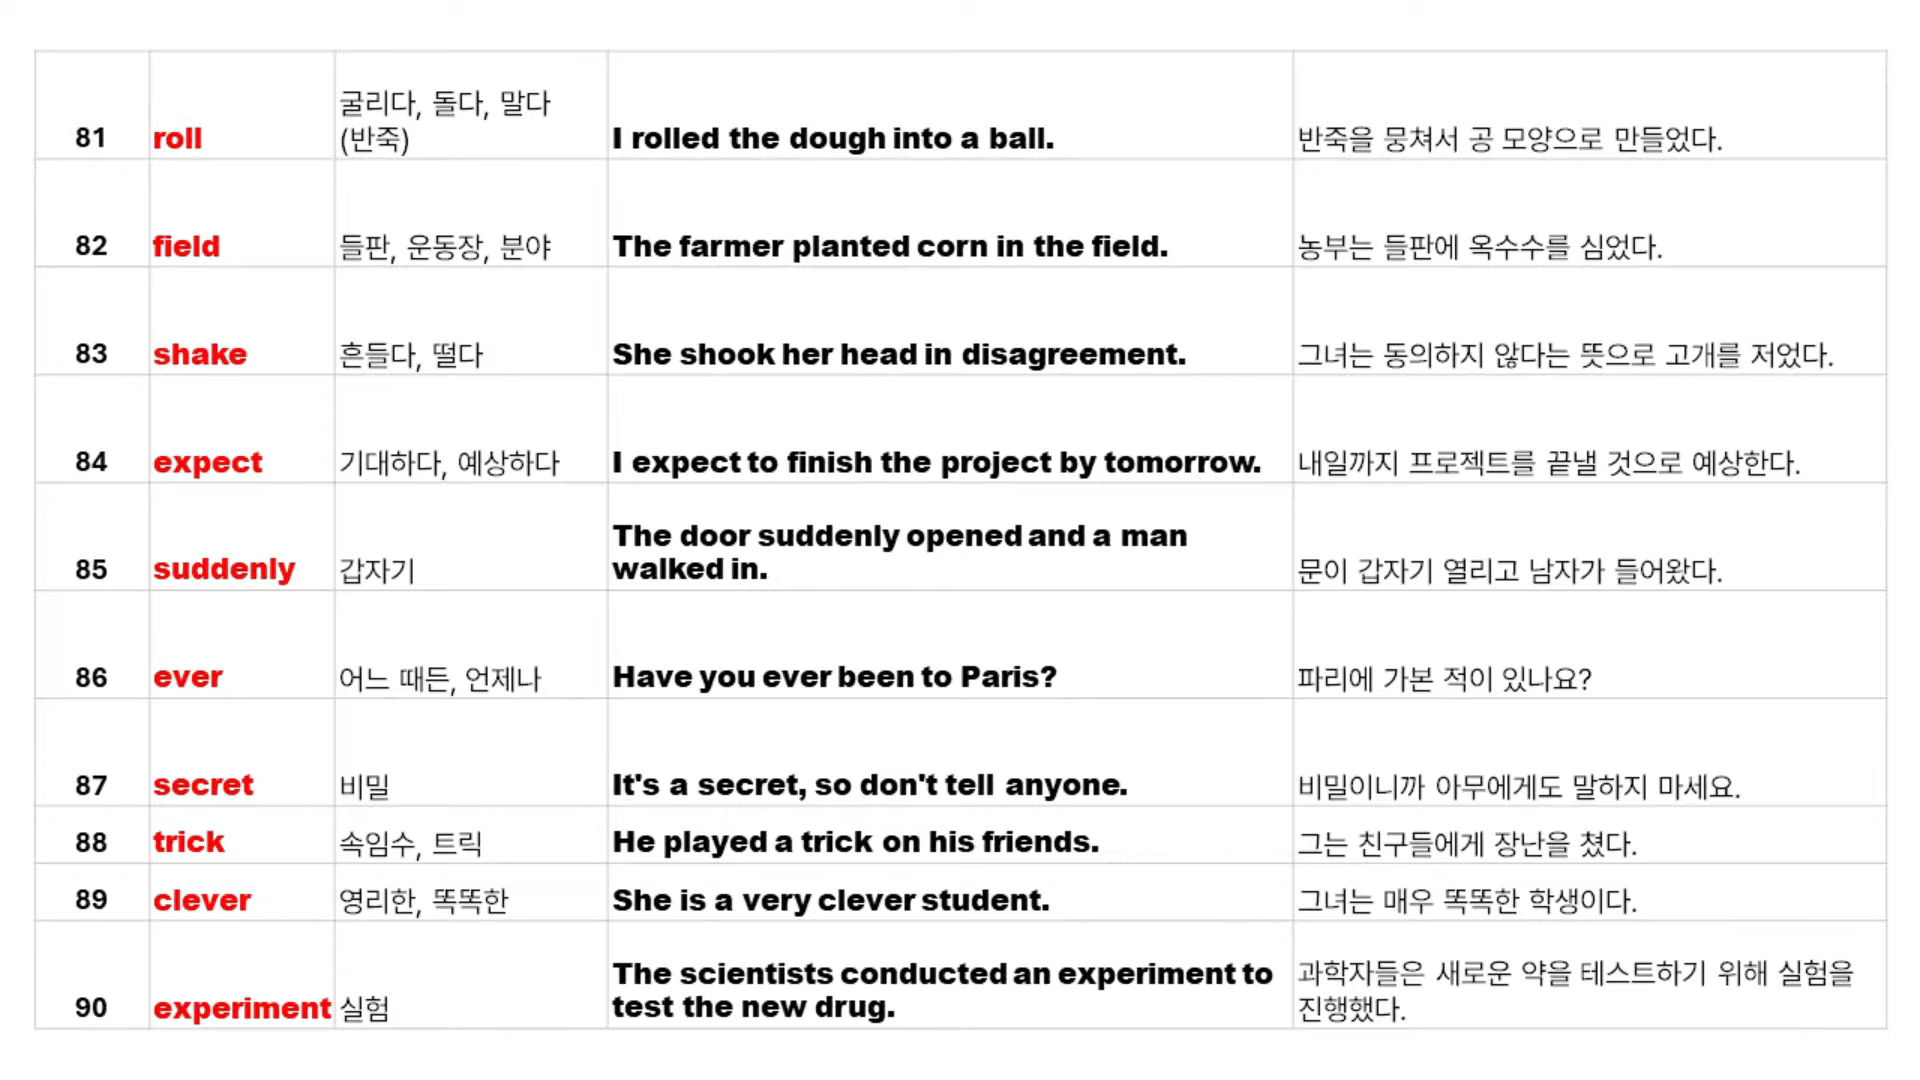 81 roll 굴리다, 돌다, 말다
(반죽) I rolled the dough into a ball. 반죽을 뭉쳐서 공 모양으로 만들었다.
82 field 들판, 운동장, 분야 The farmer planted corn in the field. 농부는 들판에 옥수수를 심었다.
83 shake 흔들다, 떨다 She shook her head in disagreement. 그녀는 동의하지 않다는 뜻으로 고개를 저었다.
84 expect 기대하다, 예상하다 I expect to finish the project by tomorrow. 내일까지 프로젝트를 끝낼 것으로 예상한다.
85 suddenly 갑자기 The door suddenly opened and a man
walked in. 문이 갑자기 열리고 남자가 들어왔다.
86 ever 어느 때든, 언제나 Have you ever been to Paris? 파리에 가본 적이 있나요?
87 secret 비밀 It's a secret, so don't tell anyone. 비밀이니까 아무에게도 말하지 마세요.
88 trick 속임수, 트릭 He played a trick on his friends. 그는 친구들에게 장난을 쳤다.
89 clever 영리한, 똑똑한 She is a very clever student. 그녀는 매우 똑똑한 학생이다.
90 experiment 실험 The scientists conducted an experiment to
test the new drug. 과학자들은 새로운 약을 테스트하기 위해 실험을
진행했다.